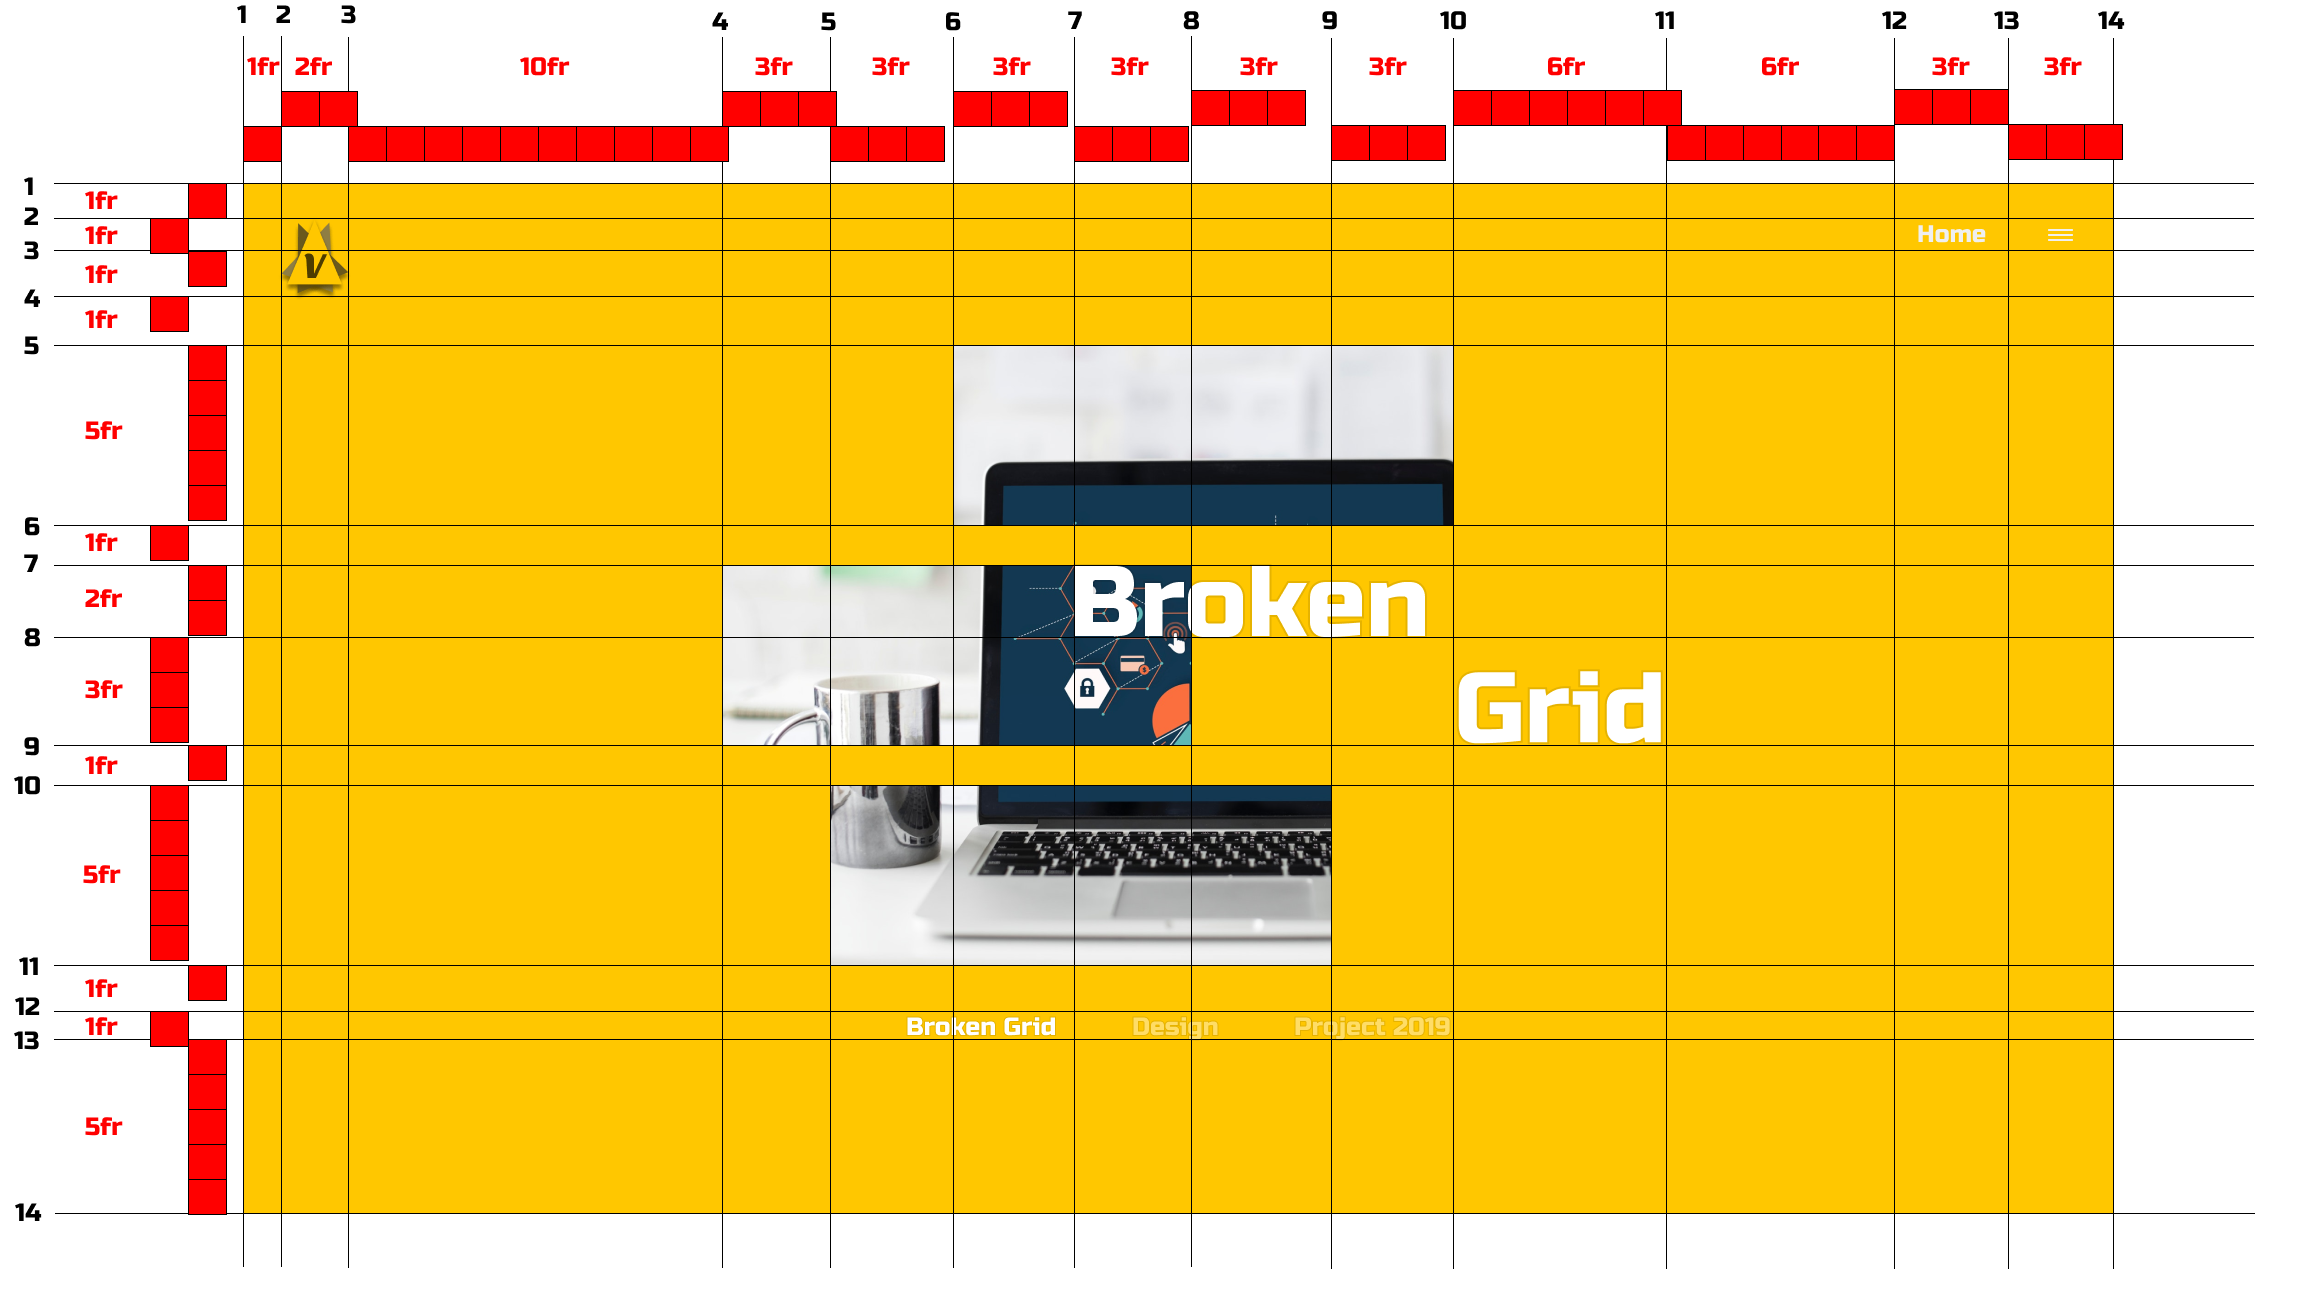 1 2 3 4 5 6 7 8 9 10 11 12 13 14
1fr 2fr 10fr 3fr 3fr 3fr 3fr 3fr 3fr 6fr 6fr 3fr 3fr
1
1fr
2
1fr Home
3
V
1fr
4
1fr
5
5fr
6
1fr
7
2fr Broken
8
3fr
Grid
9
1fr
10
5fr
11
1fr
12
1fr Broken Grid Design Project 2019
13
5fr
14